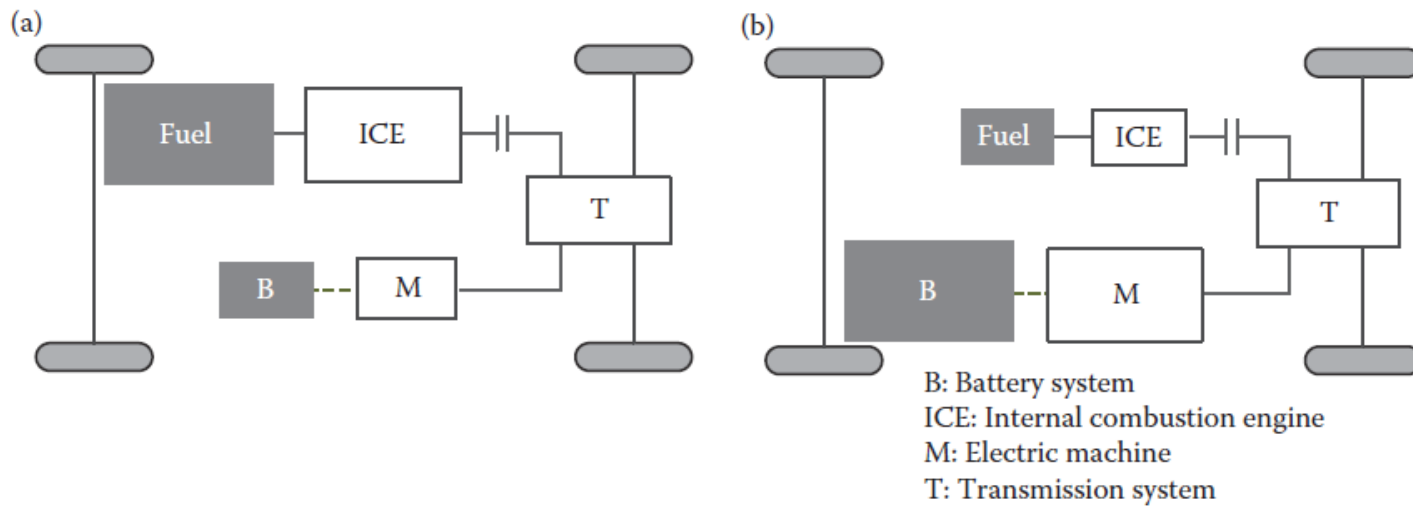 (a)
Fuel
ICE
T
B
M
(b)
Fuel
ICE
T
B
M
B: Battery system
ICE: Internal combustion engine
M: Electric machine
T: Transmission system